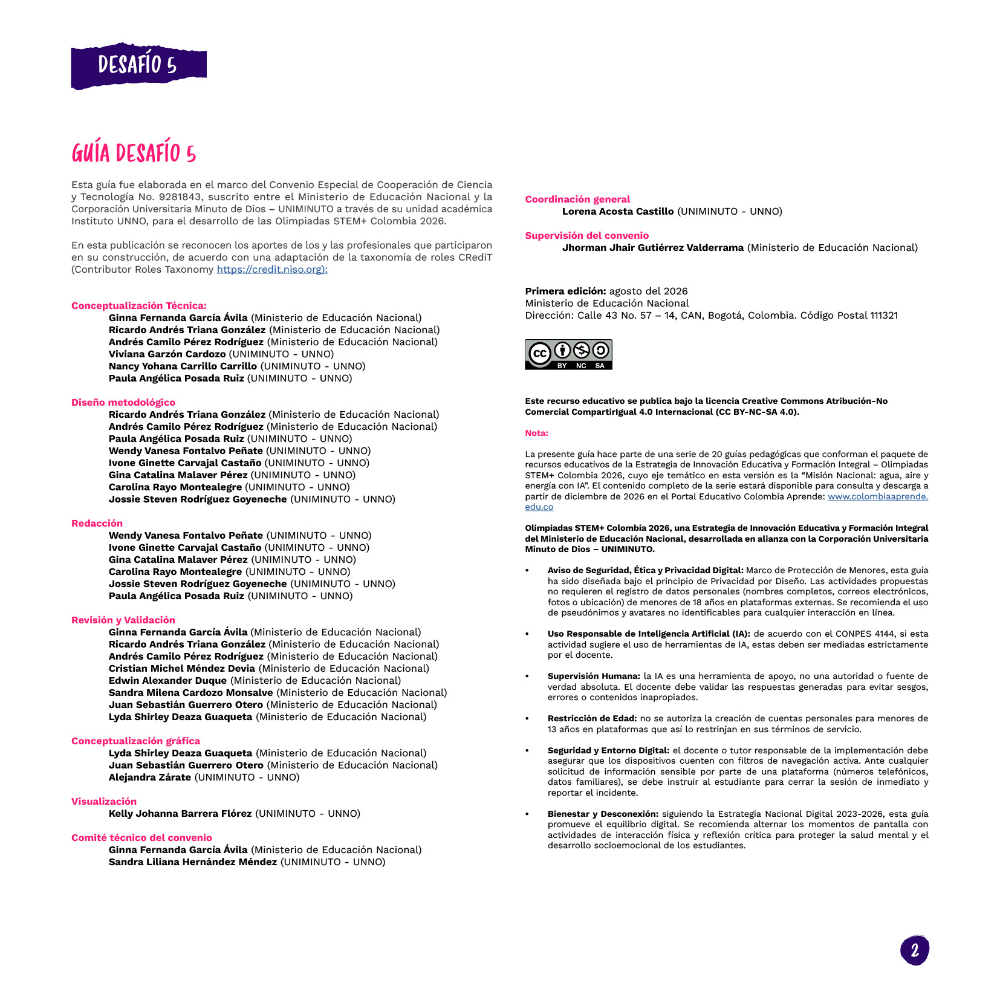 DESAFÍO 5
GUÍA DESAFÍO 5
Esta guía fue elaborada en el marco del Convenio Especial de Cooperación de Ciencia
y Tecnología No. 9281843, suscrito entre el Ministerio de Educación Nacional y la
Corporación Universitaria Minuto de Dios – UNIMINUTO a través de su unidad académica
Instituto UNNO, para el desarrollo de las Olimpiadas STEM+ Colombia 2026.
En esta publicación se reconocen los aportes de los y las profesionales que participaron
en su construcción, de acuerdo con una adaptación de la taxonomía de roles CRediT
(Contributor Roles Taxonomy https://credit.niso.org):
Conceptualización Técnica:
Ginna Fernanda García Ávila (Ministerio de Educación Nacional)
Ricardo Andrés Triana González (Ministerio de Educación Nacional)
Andrés Camilo Pérez Rodríguez (Ministerio de Educación Nacional)
Viviana Garzón Cardozo (UNIMINUTO - UNNO)
Nancy Yohana Carrillo Carrillo (UNIMINUTO - UNNO)
Paula Angélica Posada Ruiz (UNIMINUTO - UNNO)
Diseño metodológico
Ricardo Andrés Triana González (Ministerio de Educación Nacional)
Andrés Camilo Pérez Rodríguez (Ministerio de Educación Nacional)
Paula Angélica Posada Ruiz (UNIMINUTO - UNNO)
Wendy Vanesa Fontalvo Peñate (UNIMINUTO - UNNO)
Ivone Ginette Carvajal Castaño (UNIMINUTO - UNNO)
Gina Catalina Malaver Pérez (UNIMINUTO - UNNO)
Carolina Rayo Montealegre (UNIMINUTO - UNNO)
Jossie Steven Rodríguez Goyeneche (UNIMINUTO - UNNO)
Redacción
Wendy Vanesa Fontalvo Peñate (UNIMINUTO - UNNO)
Ivone Ginette Carvajal Castaño (UNIMINUTO - UNNO)
Gina Catalina Malaver Pérez (UNIMINUTO - UNNO)
Carolina Rayo Montealegre (UNIMINUTO - UNNO)
Jossie Steven Rodríguez Goyeneche (UNIMINUTO - UNNO)
Paula Angélica Posada Ruiz (UNIMINUTO - UNNO)
Revisión y Validación
Ginna Fernanda García Ávila (Ministerio de Educación Nacional)
Ricardo Andrés Triana González (Ministerio de Educación Nacional)
Andrés Camilo Pérez Rodríguez (Ministerio de Educación Nacional)
Cristian Michel Méndez Devia (Ministerio de Educación Nacional)
Edwin Alexander Duque (Ministerio de Educación Nacional)
Sandra Milena Cardozo Monsalve (Ministerio de Educación Nacional)
Juan Sebastián Guerrero Otero (Ministerio de Educación Nacional)
Lyda Shirley Deaza Guaqueta (Ministerio de Educación Nacional)
Conceptualización gráfica
Lyda Shirley Deaza Guaqueta (Ministerio de Educación Nacional)
Juan Sebastián Guerrero Otero (Ministerio de Educación Nacional)
Alejandra Zárate (UNIMINUTO - UNNO)
Visualización
Kelly Johanna Barrera Flórez (UNIMINUTO - UNNO)
Comité técnico del convenio
Ginna Fernanda García Ávila (Ministerio de Educación Nacional)
Sandra Liliana Hernández Méndez (UNIMINUTO - UNNO)
Coordinación general
Lorena Acosta Castillo (UNIMINUTO - UNNO)
Supervisión del convenio
Jhorman Jhair Gutiérrez Valderrama (Ministerio de Educación Nacional)
Primera edición: agosto del 2026
Ministerio de Educación Nacional
Dirección: Calle 43 No. 57 – 14, CAN, Bogotá, Colombia. Código Postal 111321
cc
BY NC SA
Este recurso educativo se publica bajo la licencia Creative Commons Atribución-No
Comercial CompartirIgual 4.0 Internacional (CC BY-NC-SA 4.0).
Nota:
La presente guía hace parte de una serie de 20 guías pedagógicas que conforman el paquete de
recursos educativos de la Estrategia de Innovación Educativa y Formación Integral – Olimpiadas
STEM+ Colombia 2026, cuyo eje temático en esta versión es la “Misión Nacional: agua, aire y
energía con IA”. El contenido completo de la serie estará disponible para consulta y descarga a
partir de diciembre de 2026 en el Portal Educativo Colombia Aprende: www.colombiaaprende.
edu.co
Olimpiadas STEM+ Colombia 2026, una Estrategia de Innovación Educativa y Formación Integral
del Ministerio de Educación Nacional, desarrollada en alianza con la Corporación Universitaria
Minuto de Dios – UNIMINUTO.
• Aviso de Seguridad, Ética y Privacidad Digital: Marco de Protección de Menores, esta guía
ha sido diseñada bajo el principio de Privacidad por Diseño. Las actividades propuestas
no requieren el registro de datos personales (nombres completos, correos electrónicos,
fotos o ubicación) de menores de 18 años en plataformas externas. Se recomienda el uso
de pseudónimos y avatares no identificables para cualquier interacción en línea.
• Uso Responsable de Inteligencia Artificial (IA): de acuerdo con el CONPES 4144, si esta
actividad sugiere el uso de herramientas de IA, estas deben ser mediadas estrictamente
por el docente.
• Supervisión Humana: la IA es una herramienta de apoyo, no una autoridad o fuente de
verdad absoluta. El docente debe validar las respuestas generadas para evitar sesgos,
errores o contenidos inapropiados.
• Restricción de Edad: no se autoriza la creación de cuentas personales para menores de
13 años en plataformas que así lo restrinjan en sus términos de servicio.
• Seguridad y Entorno Digital: el docente o tutor responsable de la implementación debe
asegurar que los dispositivos cuenten con filtros de navegación activa. Ante cualquier
solicitud de información sensible por parte de una plataforma (números telefónicos,
datos familiares), se debe instruir al estudiante para cerrar la sesión de inmediato y
reportar el incidente.
• Bienestar y Desconexión: siguiendo la Estrategia Nacional Digital 2023-2026, esta guía
promueve el equilibrio digital. Se recomienda alternar los momentos de pantalla con
actividades de interacción física y reflexión crítica para proteger la salud mental y el
desarrollo socioemocional de los estudiantes.
2